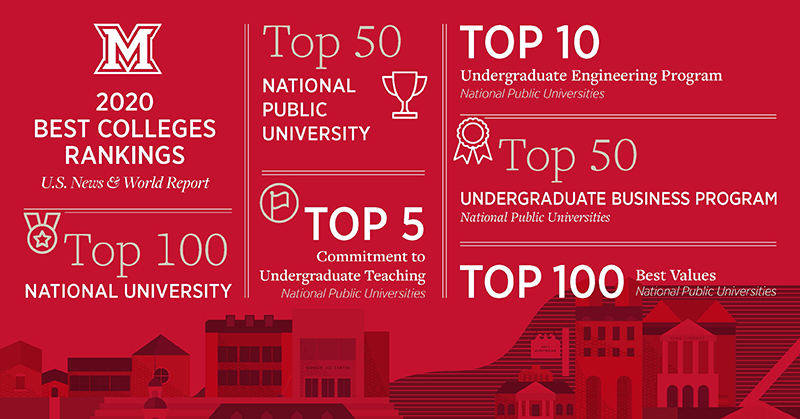 M
2020
BEST COLLEGES
RANKINGS
U.S. News & World Report
Top 100
NATIONAL UNIVERSITY
Top 50
NATIONAL
PUBLIC
UNIVERSITY
TOP 5
Commitment to
Undergraduate Teaching
National Public Universities
TOP 10
Undergraduate Engineering Program
National Public Universities
Top 50
UNDERGRADUATE BUSINESS PROGRAM
National Public Universities
TOP 100
Best Values
National Public Universities